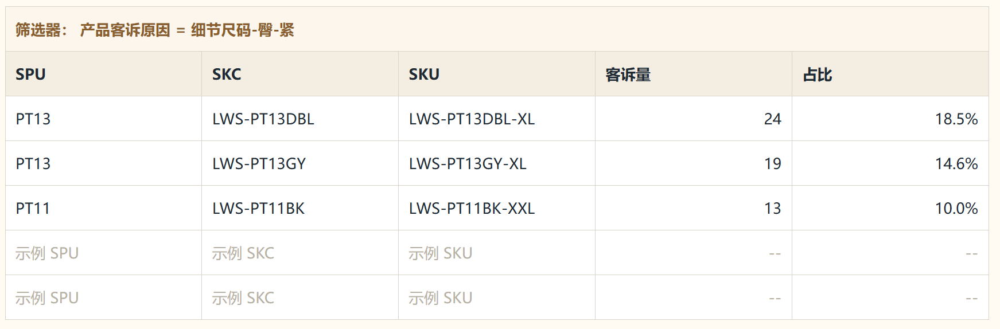 筛选器： 产品客诉原因 = 细节尺码-臀-紧
SPU SKC SKU 客诉量 占比
PT13 LWS-PT13DBL LWS-PT13DBL-XL 24 18.5%
PT13 LWS-PT13GY LWS-PT13GY-XL 19 14.6%
PT11 LWS-PT11BK LWS-PT11BK-XXL 13 10.0%
示例 SPU 示例 SKC 示例 SKU -- --
示例 SPU 示例 SKC 示例 SKU -- --